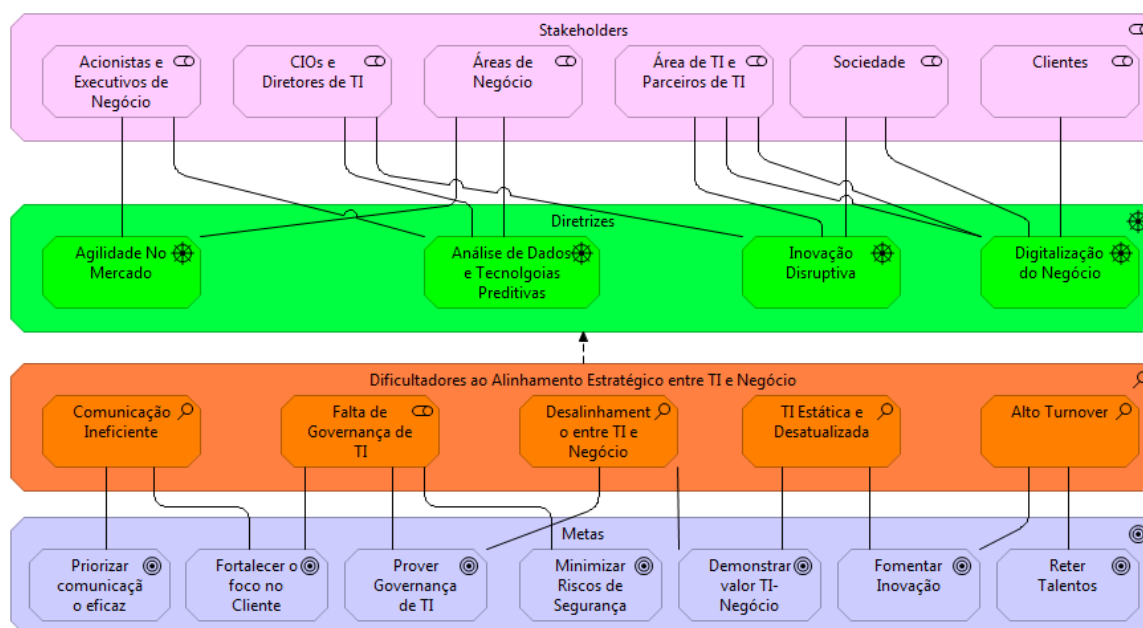 Stakeholders
Acionistas e
Executivos de
Negócio
CIOs e
Diretores de TI
Áreas de
Negócio
Área de TI e
Parceiros de TI
Sociedade
Clientes
Diretrizes
Agilidade No
Mercado
Análise de Dados
e Tecnolgoias
Preditivas
Inovação
Disruptiva
Digitalização
do Negócio
Dificultadores ao Alinhamento Estratégico entre TI e Negócio
Comunicação
Ineficiente
Falta de
Governança de
TI
Desalinhament
o entre TI e
Negócio
TI Estática e
Desatualizada
Alto Turnover
Metas
Priorizar
comunicaçã
o eficaz
Fortalecer o
foco no
Cliente
Prover
Governança
de TI
Minimizar
Riscos de
Segurança
Demonstrar
valor TI-
Negócio
Fomentar
Inovação
Reter
Talentos